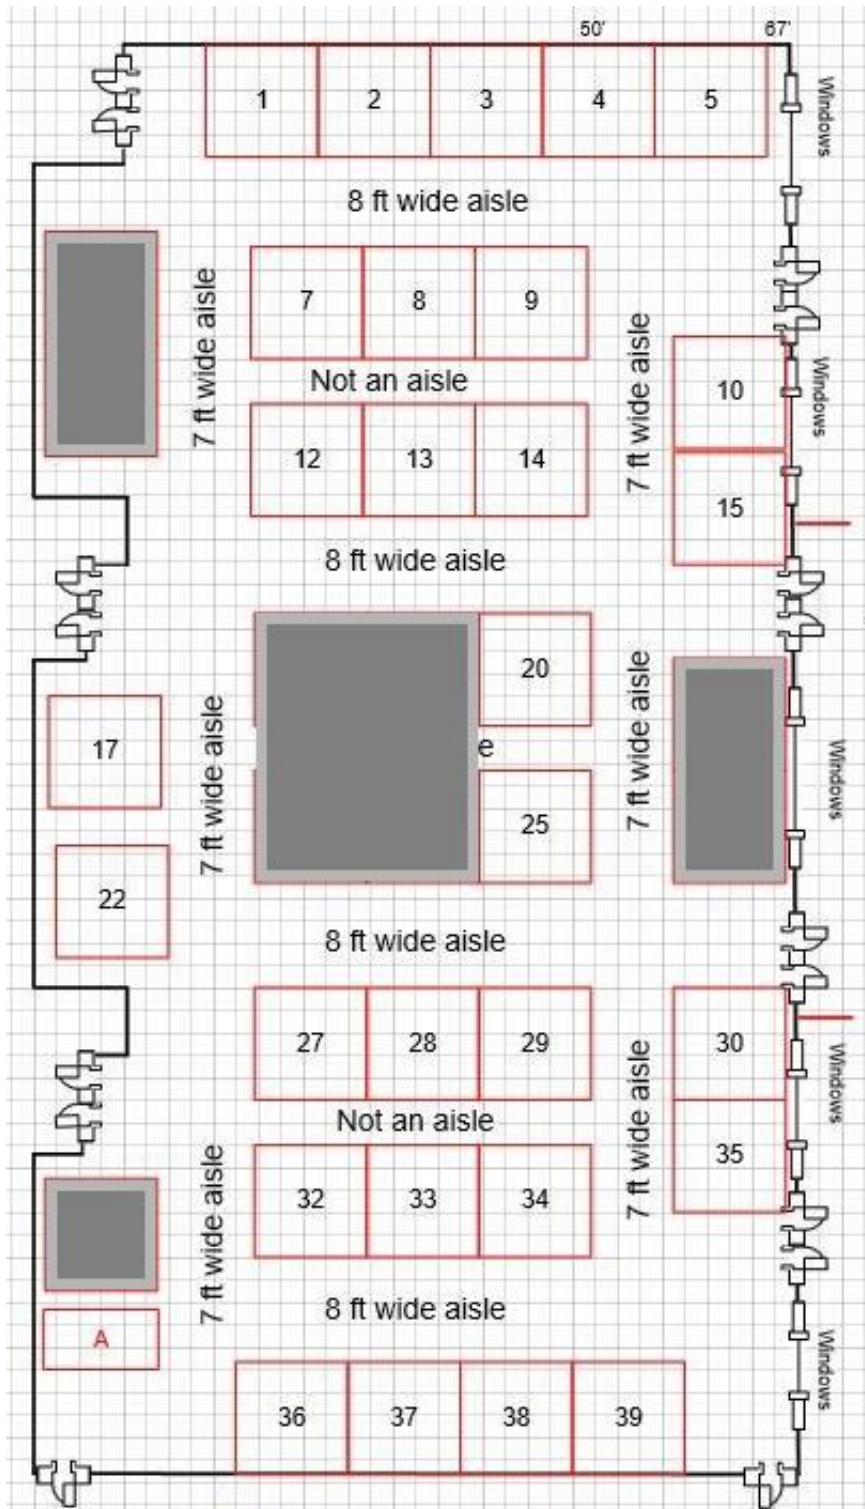 50' 67'
1 2 3 4 5
Windows
8 ft wide aisle
7 8 9
7 ft wide aisle
7 ft wide aisle
Not an aisle
10
Windows
12 13 14
15
8 ft wide aisle
20
17
7 ft wide aisle
e
7 ft wide aisle
Windows
25
22
8 ft wide aisle
27 28 29 30
Windows
Not an aisle
7 ft wide aisle
35
32 33 34
7 ft wide aisle
8 ft wide aisle
A
Windows
36 37 38 39